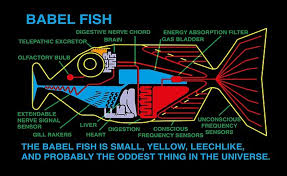 BABEL FISH
DIGESTIVE NERVE CHORD
ENERGY ABSORPTION FILTER
TELEPATHIC EXCRETOR
BRAIN
GAS BLADDER
OLFACTORY BULB
EXTENDABLE
NERVE SIGNAL
SENSOR
GILL RAKERS
LIVER
HEART
DIGESTION
CONSCIOUS
FREQUENCY SENSORS
UNCONSCIOUS
FREQUENCY
SENSORS
THE BABEL FISH IS SMALL, YELLOW, LEECHLIKE,
AND PROBABLY THE ODDEST THING IN THE UNIVERSE.